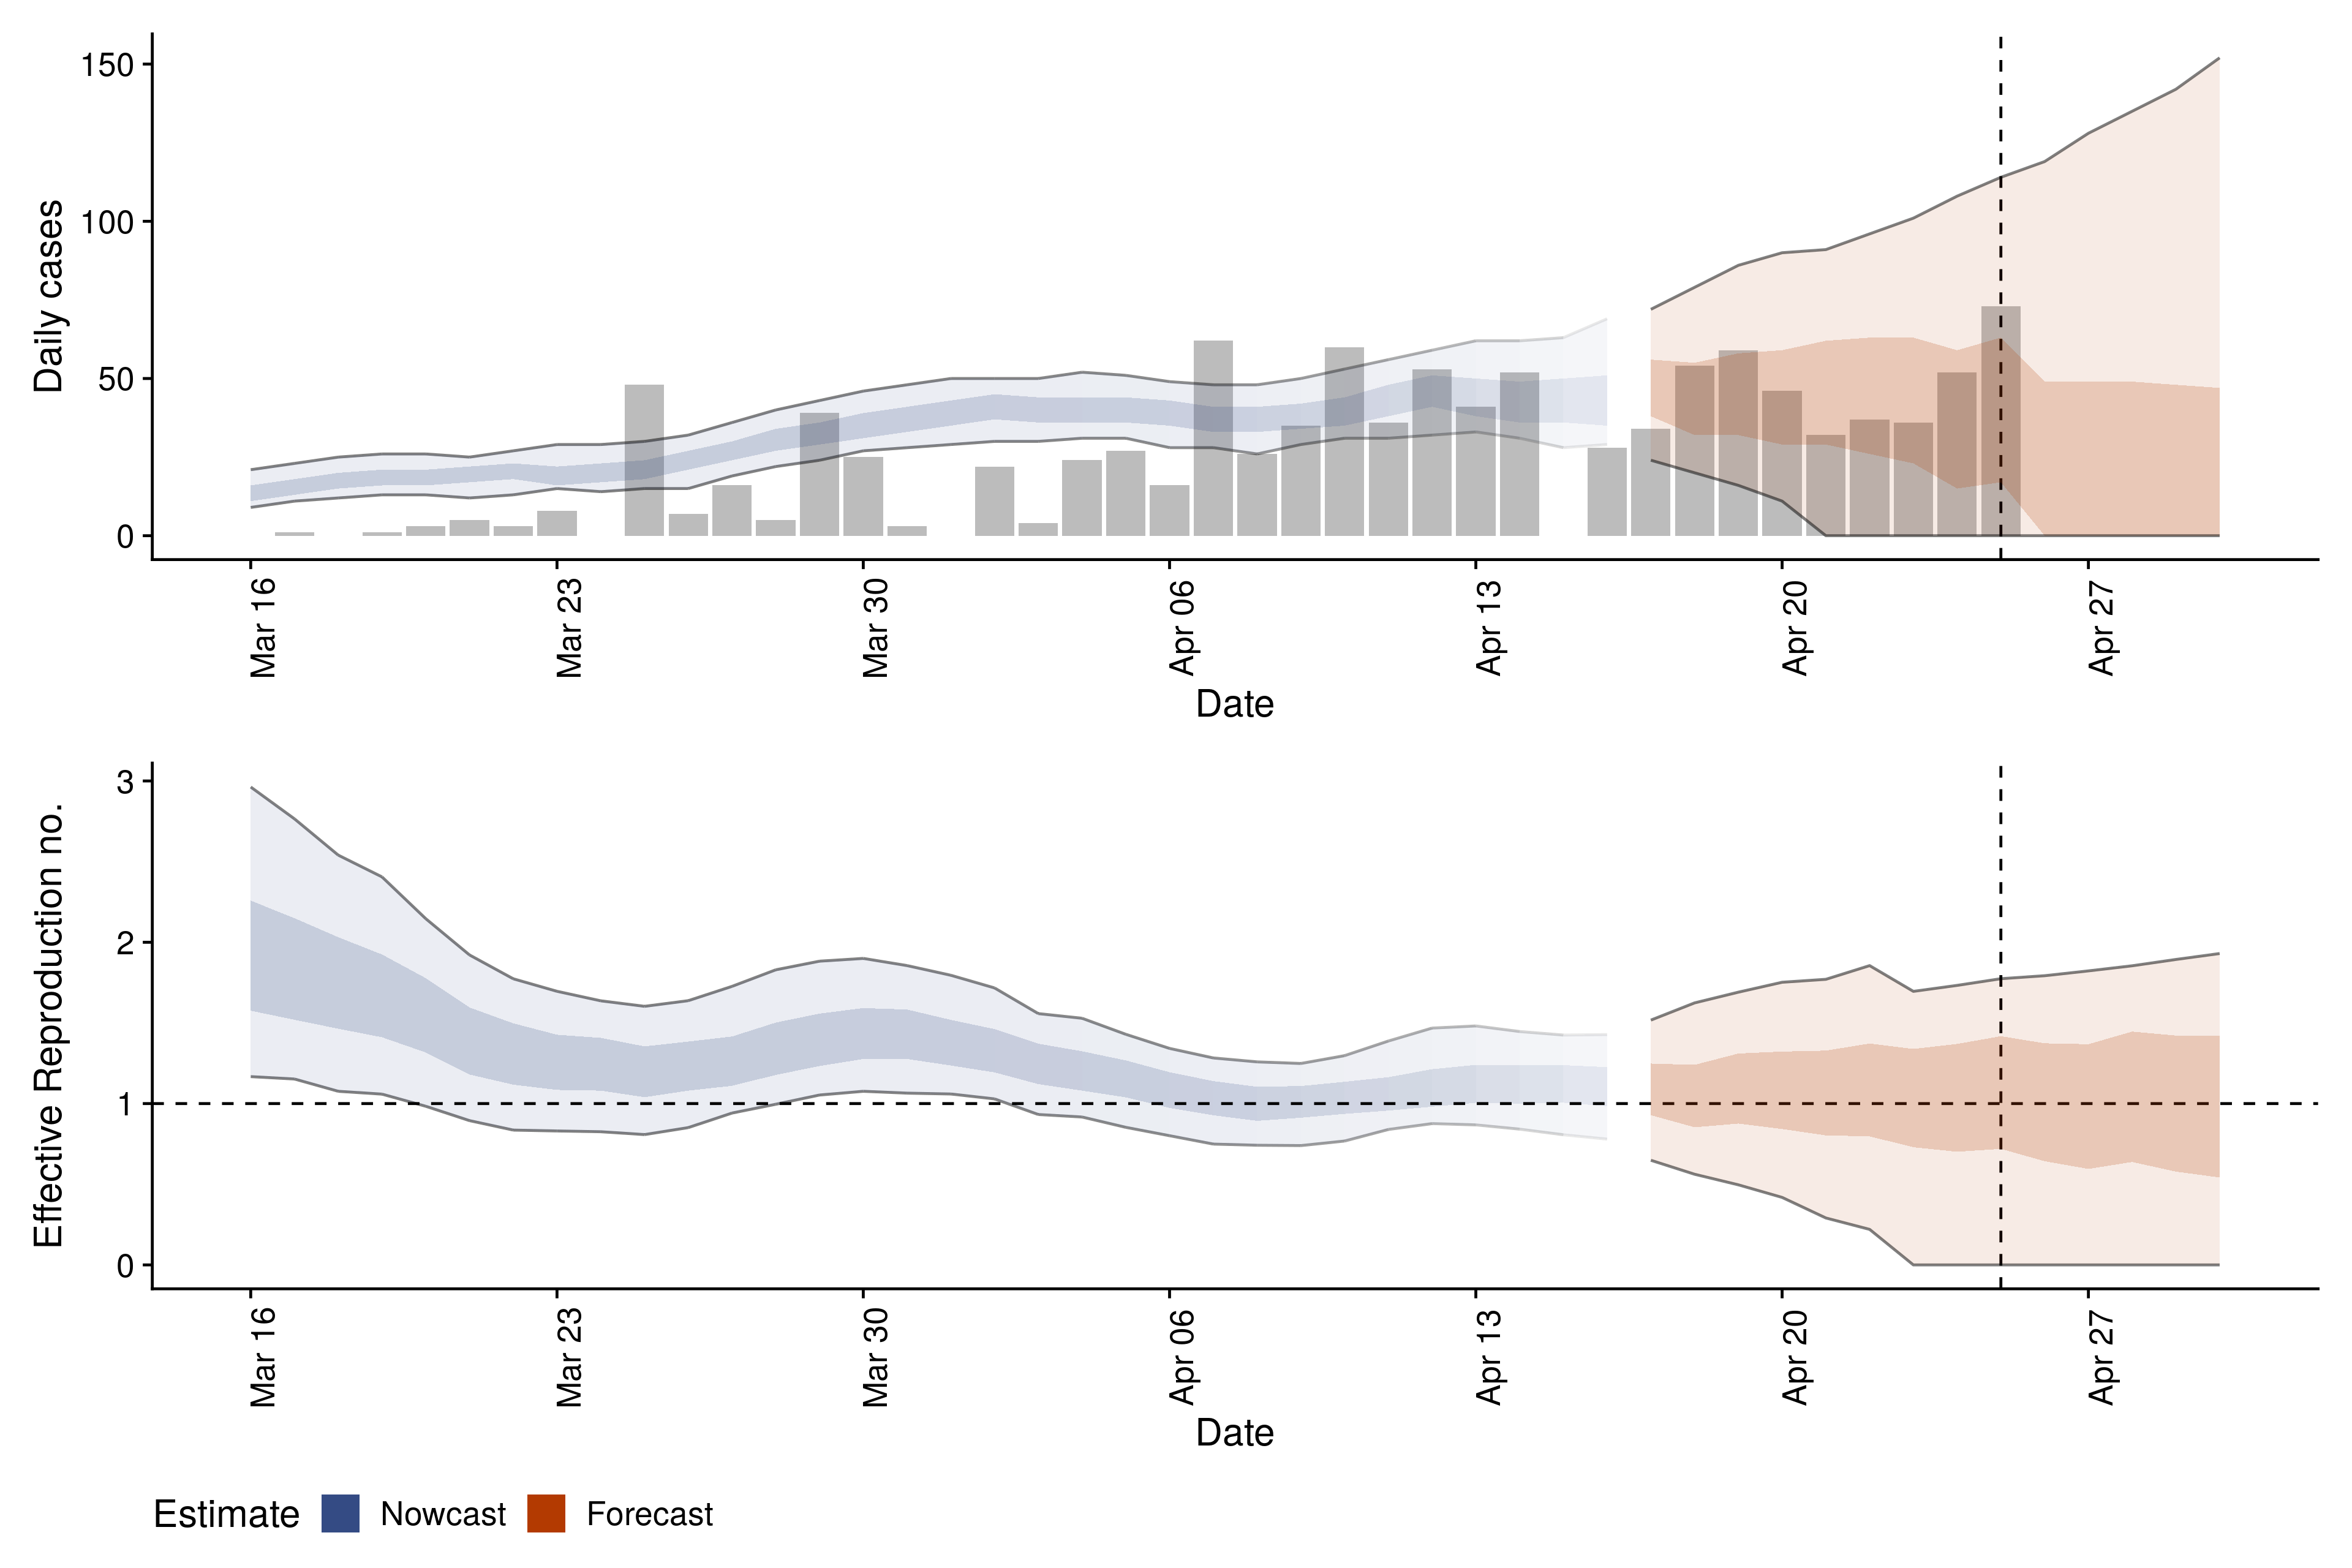 Daily cases
150
100
50
0
Mar 16
Mar 23
Mar 30
Apr 06
Apr 13
Apr 20
Apr 27
Date
Effective Reproduction no.
3
2
1
0
Mar 16
Mar 23
Mar 30
Apr 06
Apr 13
Apr 20
Apr 27
Date
Estimate Nowcast Forecast